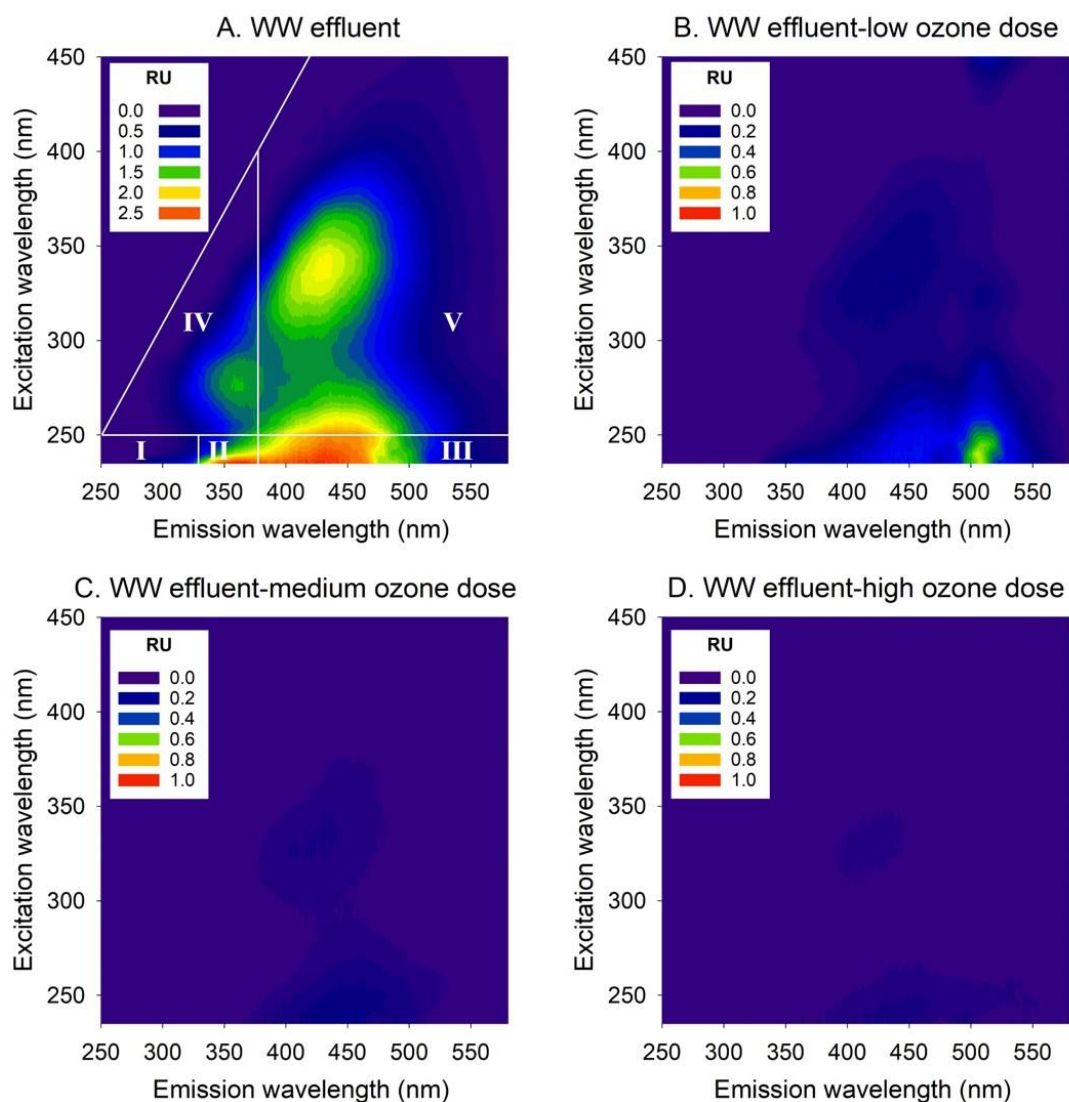 A. WW effluent
RU
0.0
0.5
1.0
1.5
2.0
2.5
450
400
350
300
250
Excitation wavelength (nm)
IV
V
I
II
III
250 300 350 400 450 500 550
Emission wavelength (nm)
B. WW effluent-low ozone dose
RU
0.0
0.2
0.4
0.6
0.8
1.0
450
400
350
300
250
Excitation wavelength (nm)
250 300 350 400 450 500 550
Emission wavelength (nm)
C. WW effluent-medium ozone dose
RU
0.0
0.2
0.4
0.6
0.8
1.0
450
400
350
300
250
Excitation wavelength (nm)
250 300 350 400 450 500 550
Emission wavelength (nm)
D. WW effluent-high ozone dose
RU
0.0
0.2
0.4
0.6
0.8
1.0
450
400
350
300
250
Excitation wavelength (nm)
250 300 350 400 450 500 550
Emission wavelength (nm)